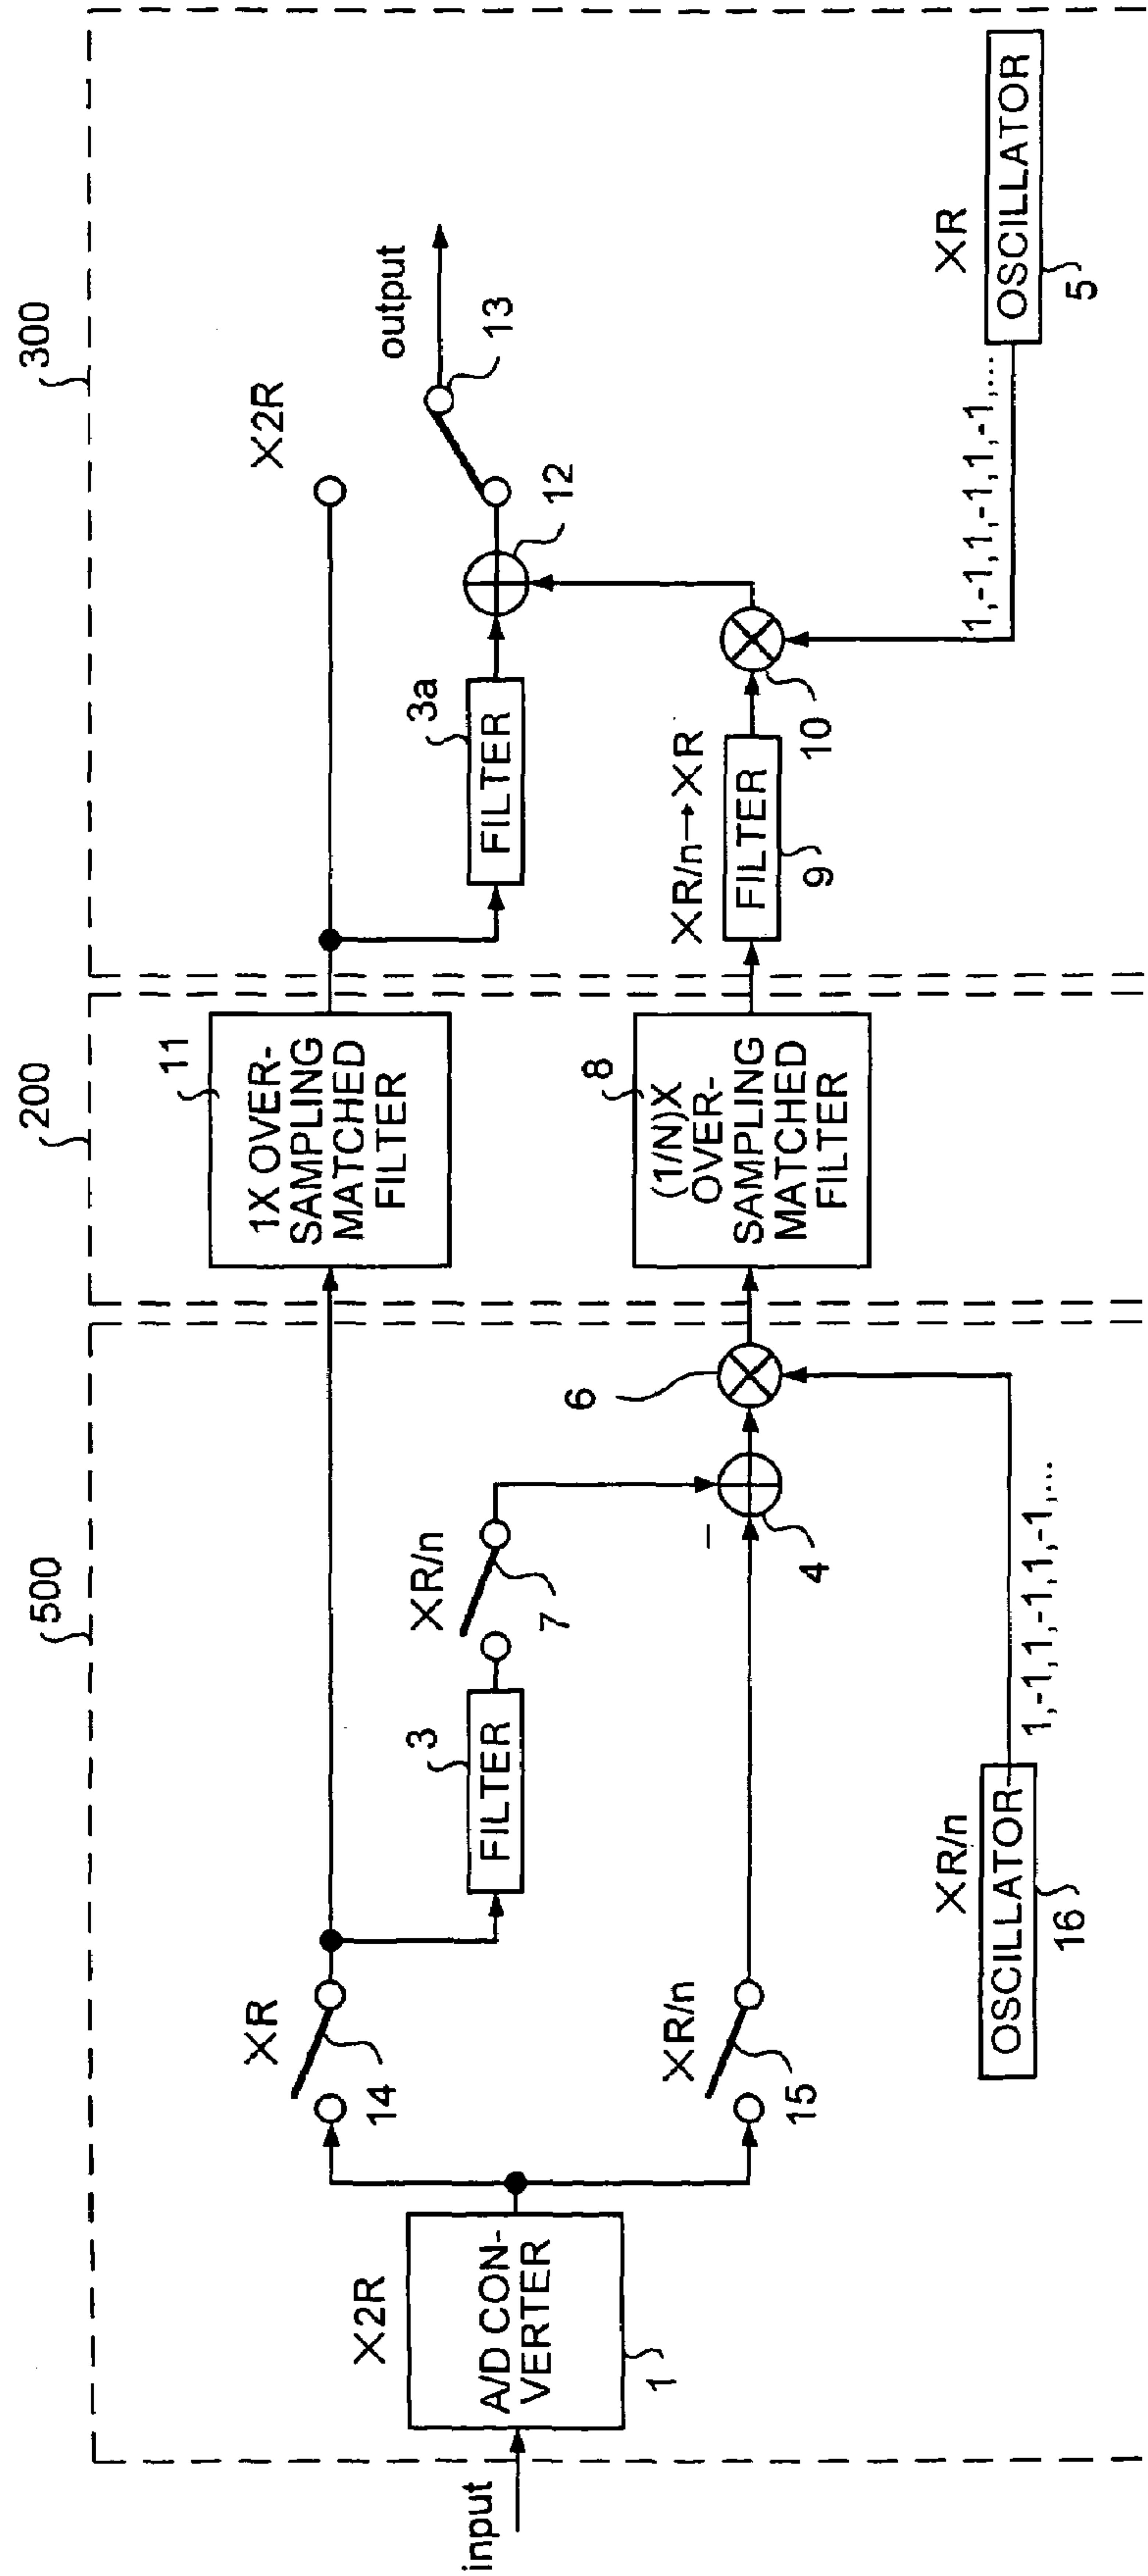 500
200
300
input
X2R
A/D CON-
VERTER
1
XR
14
XR/n
15
3
FILTER
XR/n
7
4
−
6
XR/n
OSCILLATOR
16
1,-1,1,-1,1,-1,...
11
1X OVER-
SAMPLING
MATCHED
FILTER
8
(1/N)X
OVER-
SAMPLING
MATCHED
FILTER
X2R
3a
FILTER
12
13
output
XR/n→XR
FILTER
9
10
1,-1,1,-1,1,-1,...
XR
OSCILLATOR
5